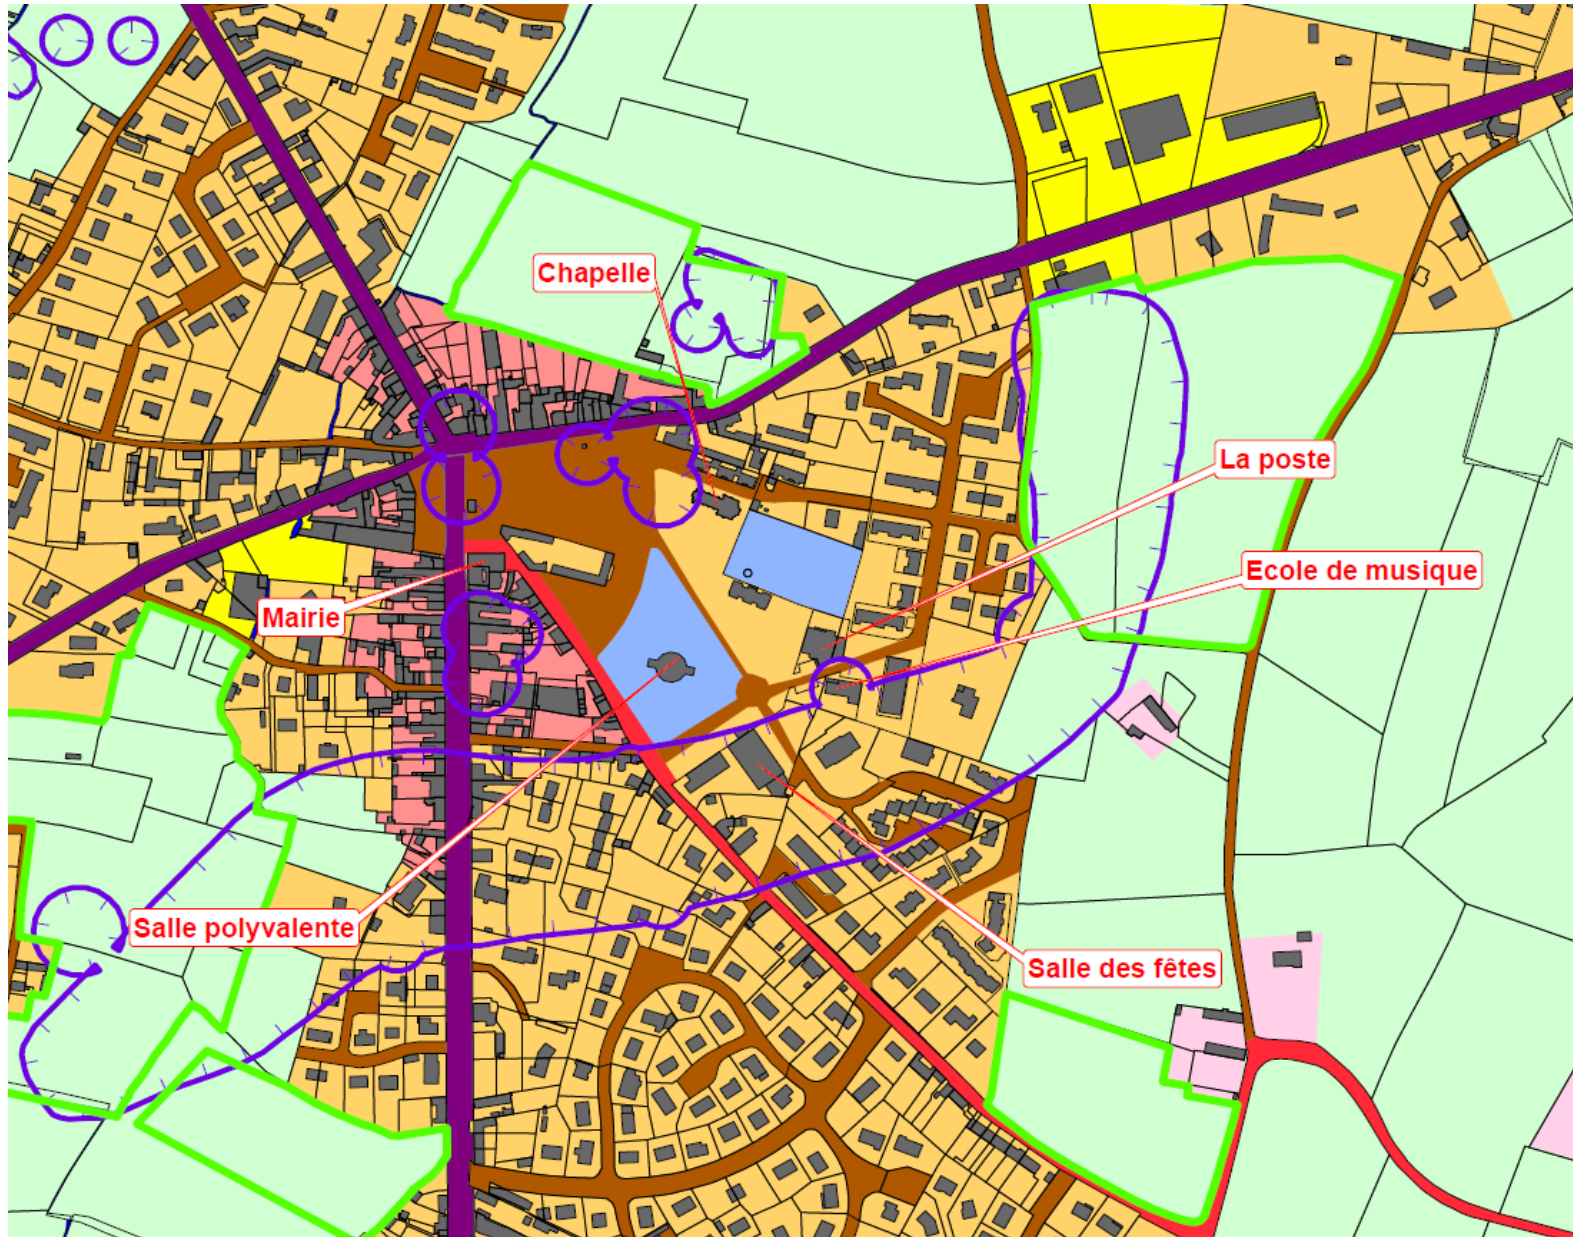 Chapelle
La poste
Ecole de musique
Mairie
Salle polyvalente
Salle des fêtes